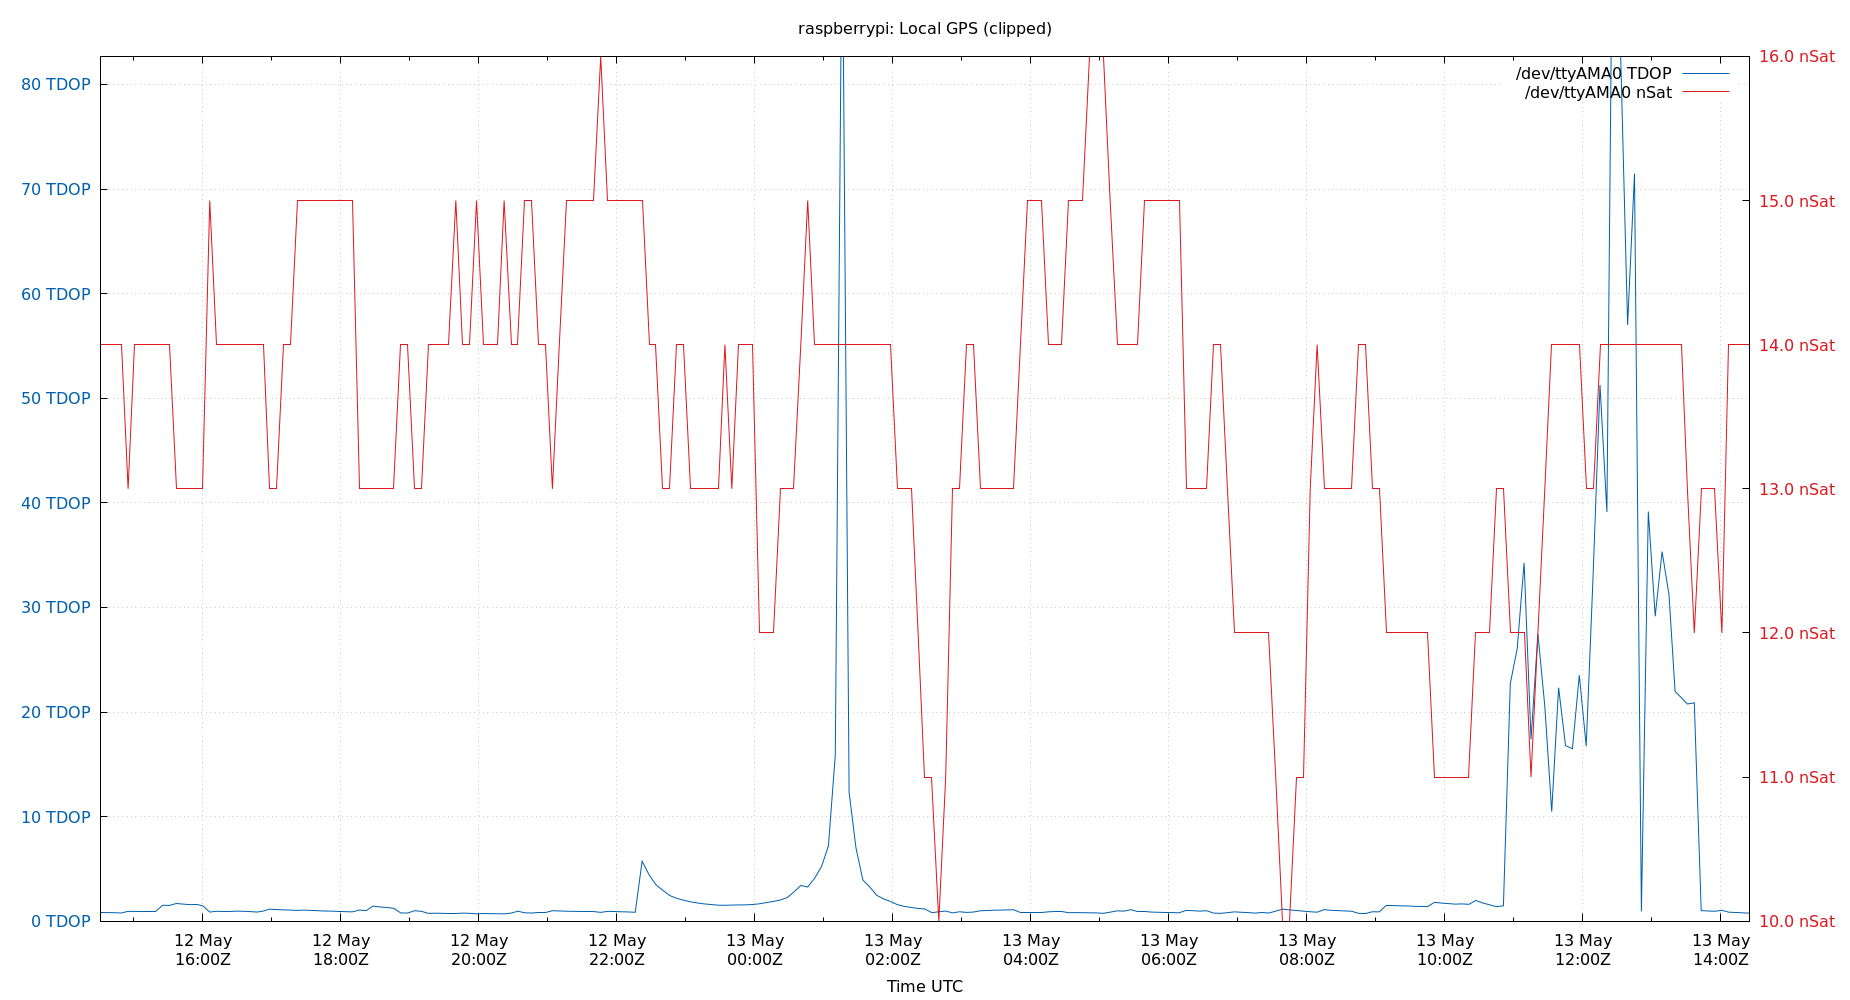 raspberrypi: Local GPS (clipped)
/dev/ttyAMA0 TDOP
/dev/ttyAMA0 nSat
80 TDOP
70 TDOP
60 TDOP
50 TDOP
40 TDOP
30 TDOP
20 TDOP
10 TDOP
0 TDOP
16.0 nSat
15.0 nSat
14.0 nSat
13.0 nSat
12.0 nSat
11.0 nSat
10.0 nSat
12 May
16:00Z
12 May
18:00Z
12 May
20:00Z
12 May
22:00Z
13 May
00:00Z
13 May
02:00Z
13 May
04:00Z
13 May
06:00Z
13 May
08:00Z
13 May
10:00Z
13 May
12:00Z
13 May
14:00Z
Time UTC